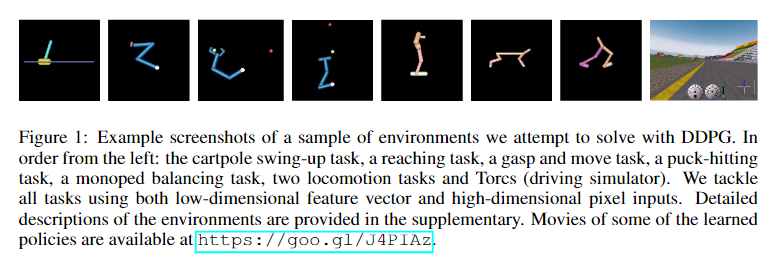 Figure 1: Example screenshots of a sample of environments we attempt to solve with DDPG. In
order from the left: the cartpole swing-up task, a reaching task, a gasp and move task, a puck-hitting
task, a monoped balancing task, two locomotion tasks and Torcs (driving simulator). We tackle
all tasks using both low-dimensional feature vector and high-dimensional pixel inputs. Detailed
descriptions of the environments are provided in the supplementary. Movies of some of the learned
policies are available at https://goo.gl/J4PIAz.